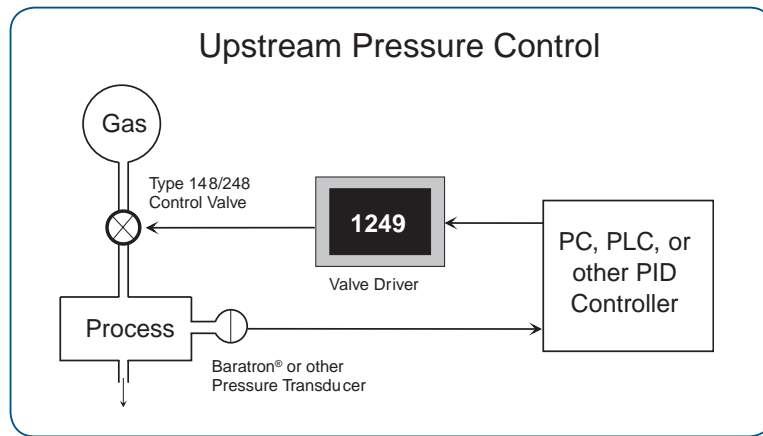 Upstream Pressure Control
Gas
Type 148/248
Control Valve
1249
Valve Driver
PC, PLC, or
other PID
Controller
Process
Baratron® or other
Pressure Transducer